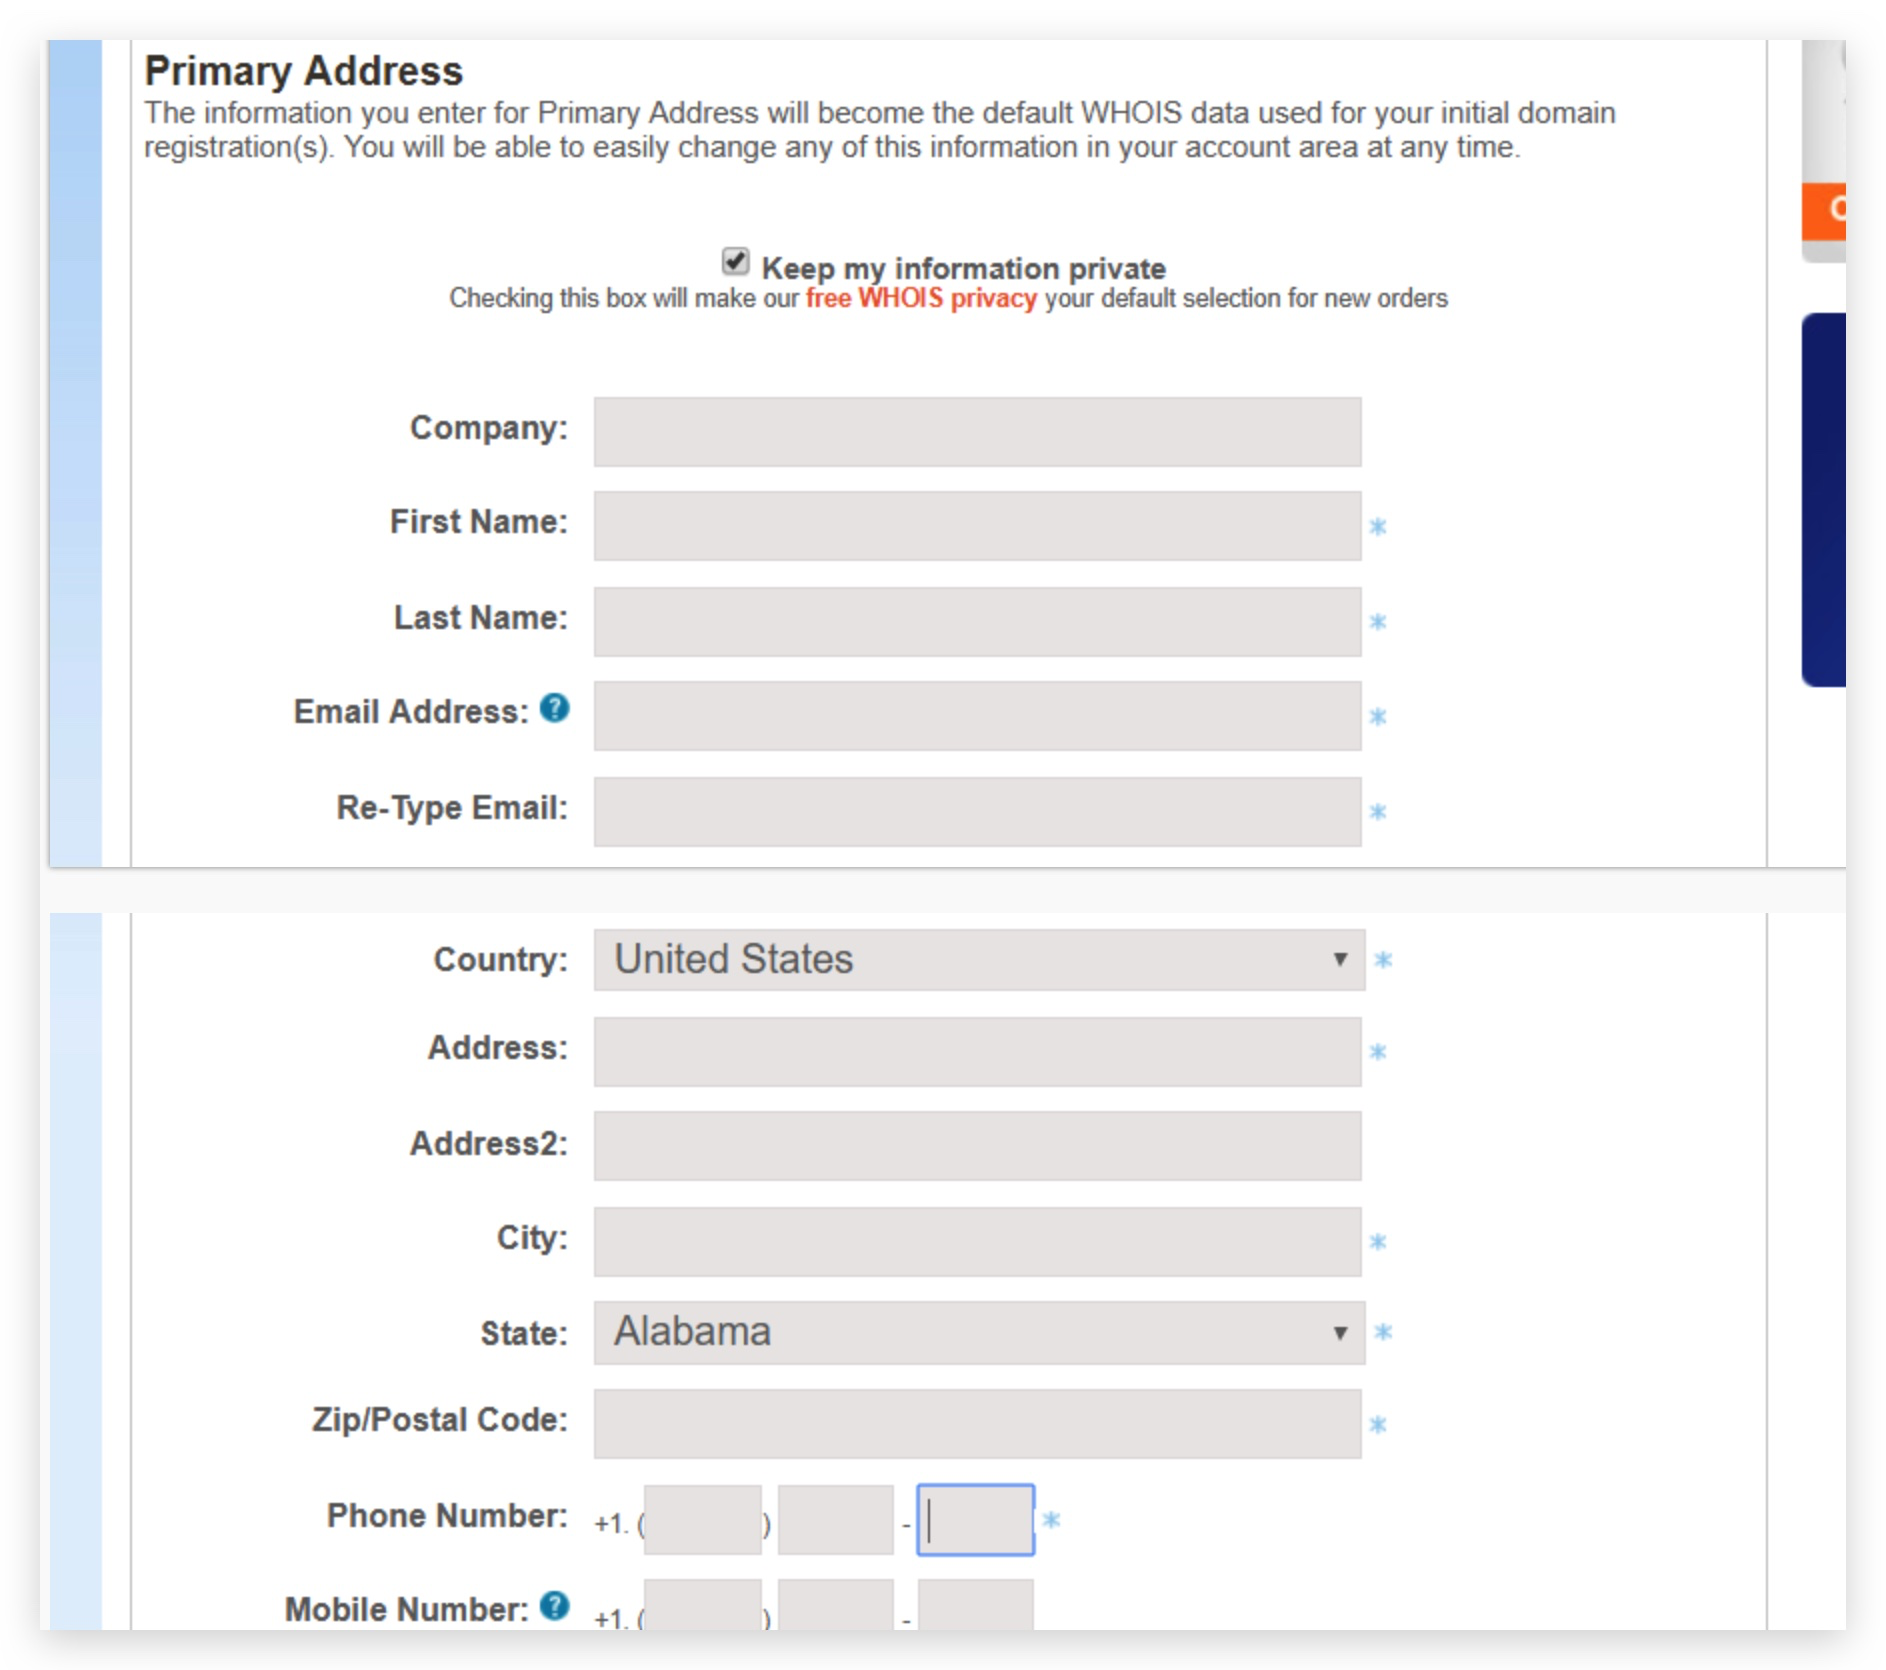 Primary Address
The information you enter for Primary Address will become the default WHOIS data used for your initial domain
registration(s). You will be able to easily change any of this information in your account area at any time.
Keep my information private
Checking this box will make our free WHOIS privacy your default selection for new orders
Company:
First Name: *
Last Name: *
Email Address: ? *
Re-Type Email: *
Country: United States *
Address: *
Address2:
City: *
State: Alabama *
Zip/Postal Code: *
Phone Number: +1. ( ) - *
Mobile Number: ? +1. ( ) -